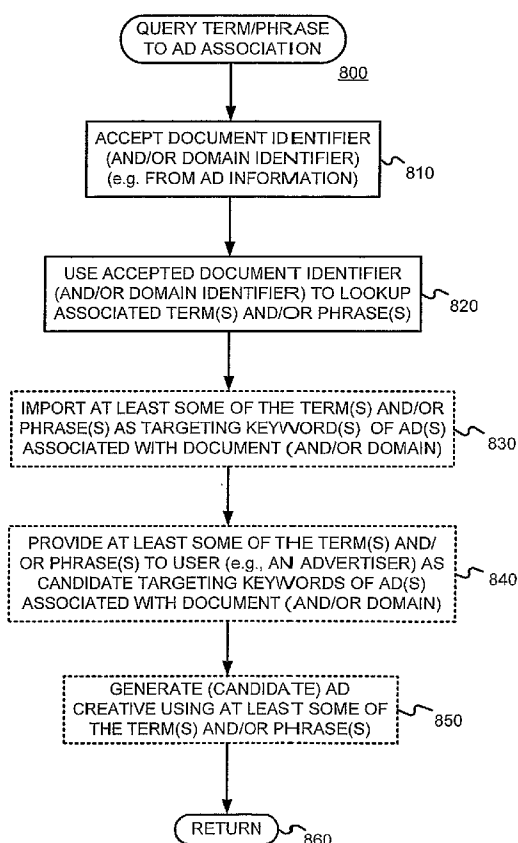 QUERY TERM/PHRASE
TO AD ASSOCIATION
800
ACCEPT DOCUMENT IDENTIFIER
(AND/OR DOMAIN IDENTIFIER)
(e.g. FROM AD INFORMATION)
810
USE ACCEPTED DOCUMENT IDENTIFIER
(AND/OR DOMAIN IDENTIFIER) TO LOOKUP
ASSOCIATED TERM(S) AND/OR PHRASE(S)
820
IMPORT AT LEAST SOME OF THE TERM(S) AND/OR
PHRASE(S) AS TARGETING KEYWORD(S) OF AD(S)
ASSOCIATED WITH DOCUMENT (AND/OR DOMAIN)
830
PROVIDE AT LEAST SOME OF THE TERM(S) AND/
OR PHRASE(S) TO USER (e.g., AN ADVERTISER) AS
CANDIDATE TARGETING KEYWORDS OF AD(S)
ASSOCIATED WITH DOCUMENT (AND/OR DOMAIN)
840
GENERATE (CANDIDATE) AD
CREATIVE USING AT LEAST SOME OF
THE TERM(S) AND/OR PHRASE(S)
850
RETURN
860